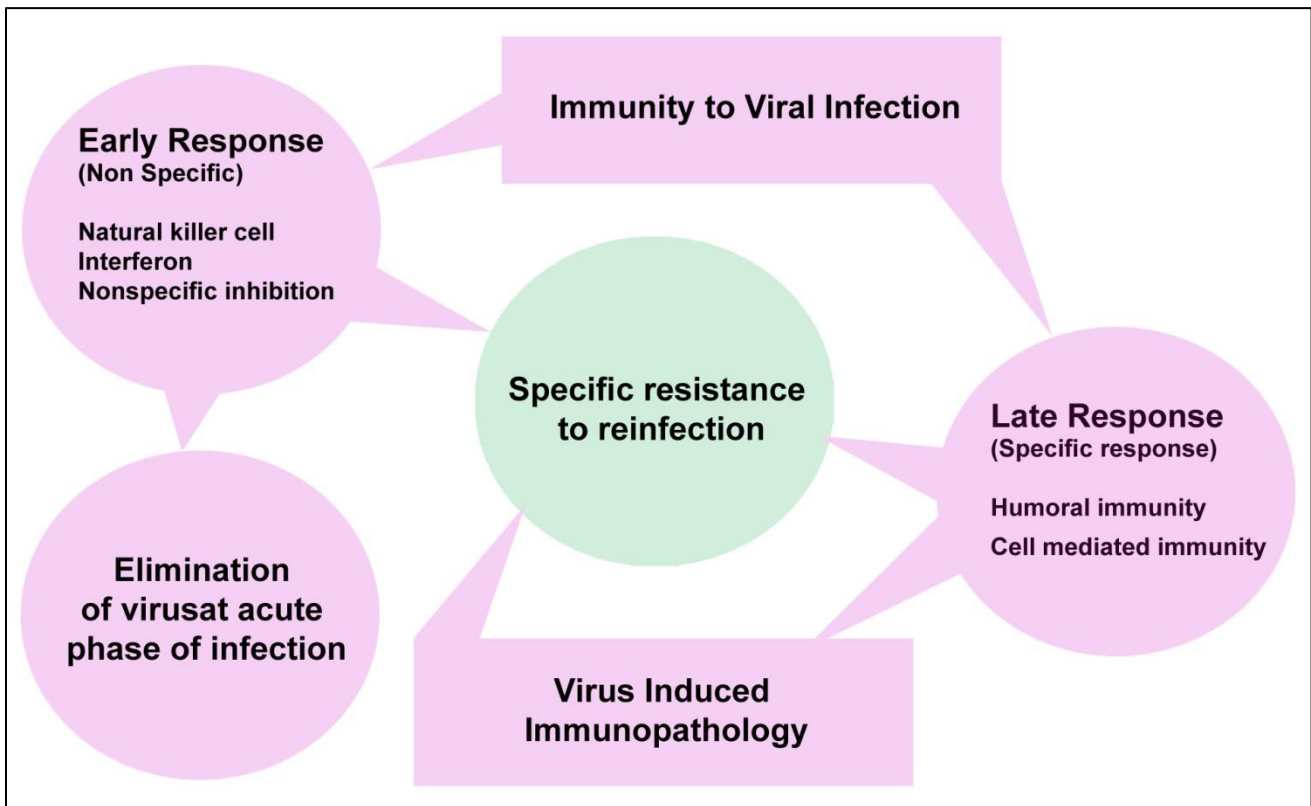 Immunity to Viral Infection
Early Response
(Non Specific)
Natural killer cell
Interferon
Nonspecific inhibition
Specific resistance
to reinfection
Late Response
(Specific response)
Humoral immunity
Cell mediated immunity
Elimination
of virusat acute
phase of infection
Virus Induced
Immunopathology